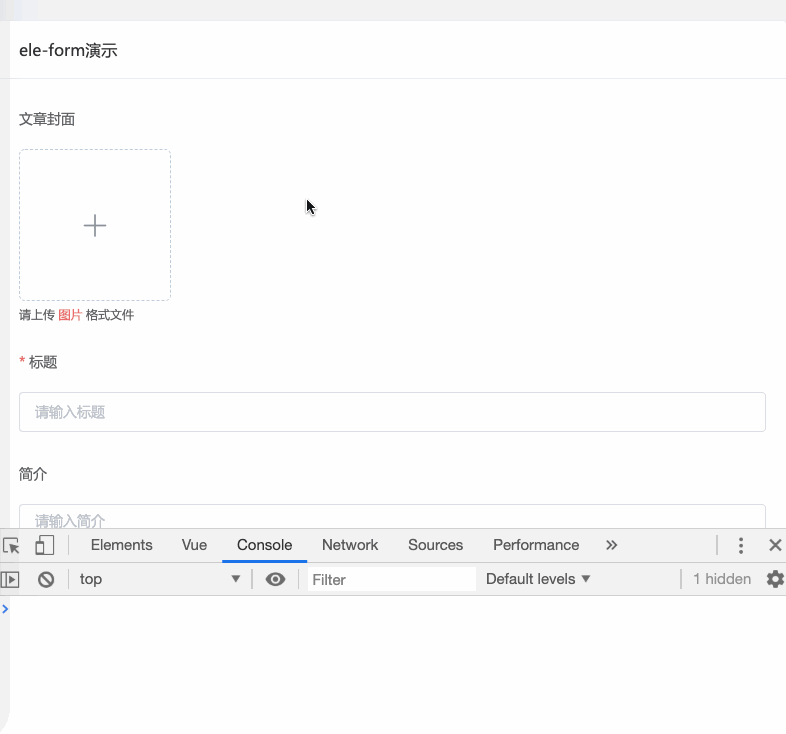 ele-form演示
文章封面
请上传 图片 格式文件
* 标题
请输入标题
简介
请输入简介
Elements Vue Console Network Sources Performance »
top ▼ Filter Default levels ▼ 1 hidden
>